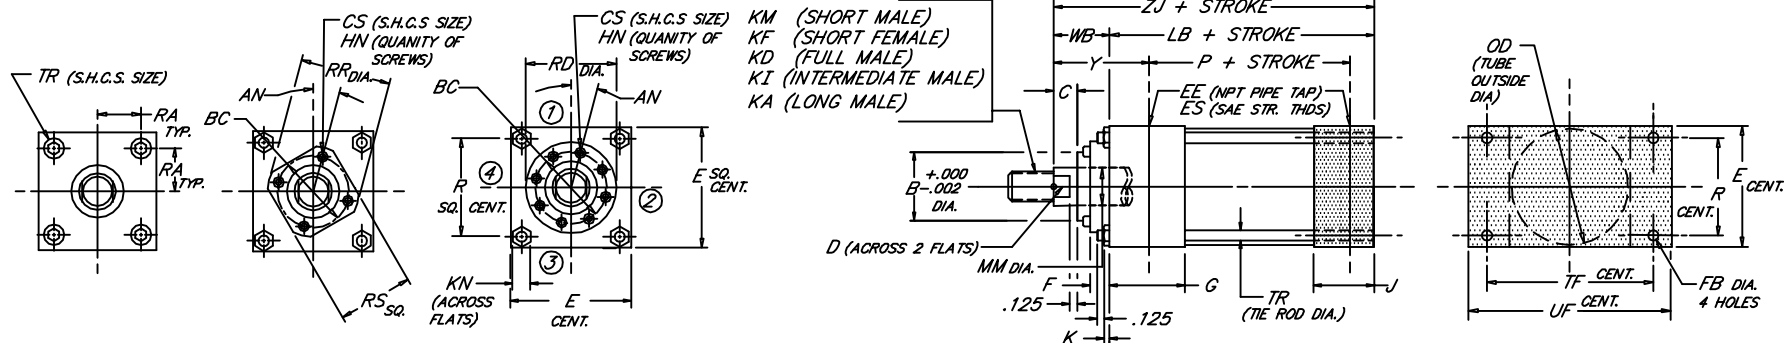 TR (S.H.C.S. SIZE)
RA
TYP.
RA
TYP.
CS (S.H.C.S SIZE)
HN (QUANITY OF
SCREWS)
RR DIA.
AN
BC
RS SQ.
CS (S.H.C.S SIZE)
HN (QUANITY OF
SCREWS)
RD DIA.
BC
AN
1
4
2
3
R
SQ. CENT.
E SQ.
CENT.
KN
(ACROSS
FLATS)
E
CENT.
KM (SHORT MALE)
KF (SHORT FEMALE)
KD (FULL MALE)
KI (INTERMEDIATE MALE)
KA (LONG MALE)
ZJ + STROKE
WB
LB + STROKE
Y
P + STROKE
C
EE (NPT PIPE TAP)
ES (SAE STR. THDS)
+.000
B-.002
DIA.
D (ACROSS 2 FLATS)
MM DIA.
F
G
J
.125
TR
(TIE ROD DIA.)
.125
K
OD
(TUBE
OUTSIDE
DIA)
R
CENT.
E
CENT.
TF CENT.
UF CENT.
FB DIA.
4 HOLES